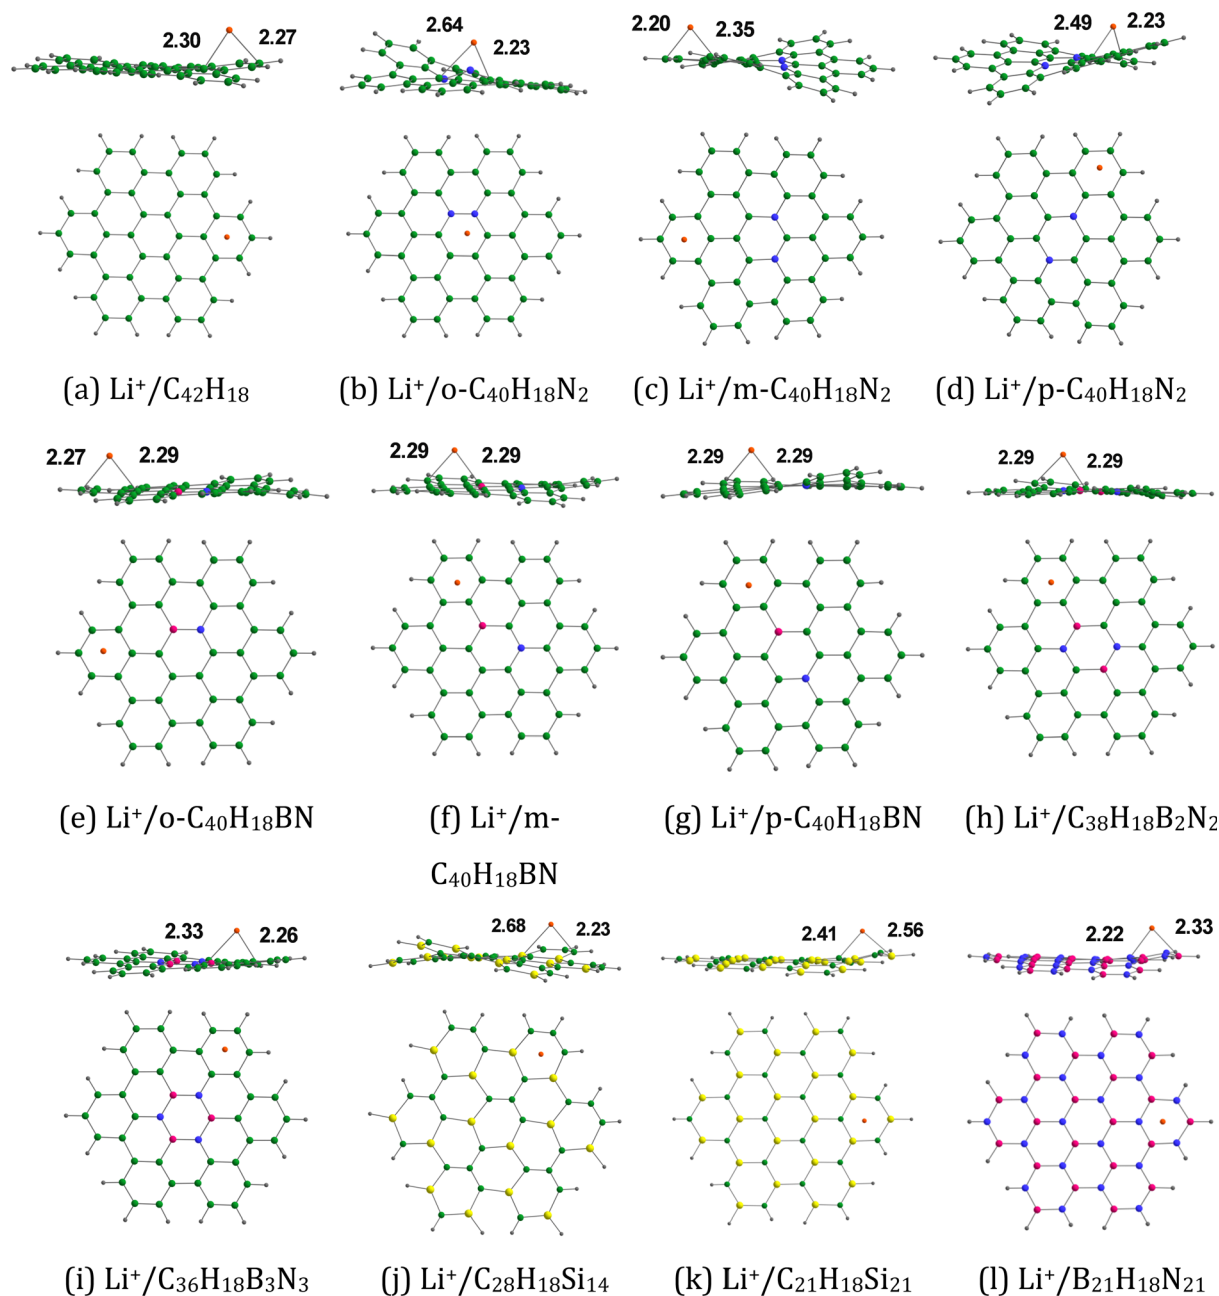 2.30 2.27
2.64 2.23
2.20 2.35
2.49 2.23
(a) Li⁺/C₄₂H₁₈
(b) Li⁺/o-C₄₀H₁₈N₂
(c) Li⁺/m-C₄₀H₁₈N₂
(d) Li⁺/p-C₄₀H₁₈N₂
2.27 2.29
2.29 2.29
2.29 2.29
2.29 2.29
(e) Li⁺/o-C₄₀H₁₈BN
(f) Li⁺/m-
C₄₀H₁₈BN
(g) Li⁺/p-C₄₀H₁₈BN
(h) Li⁺/C₃₈H₁₈B₂N₂
2.33 2.26
2.68 2.23
2.41 2.56
2.22 2.33
(i) Li⁺/C₃₆H₁₈B₃N₃
(j) Li⁺/C₂₈H₁₈Si₁₄
(k) Li⁺/C₂₁H₁₈Si₂₁
(l) Li⁺/B₂₁H₁₈N₂₁